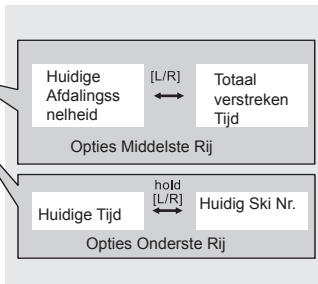 Huidige
Afdalingss
nelheid
[L/R]
Totaal
verstreken
Tijd
Opties Middelste Rij
Huidige Tijd
hold
[L/R]
Huidig Ski Nr.
Opties Onderste Rij